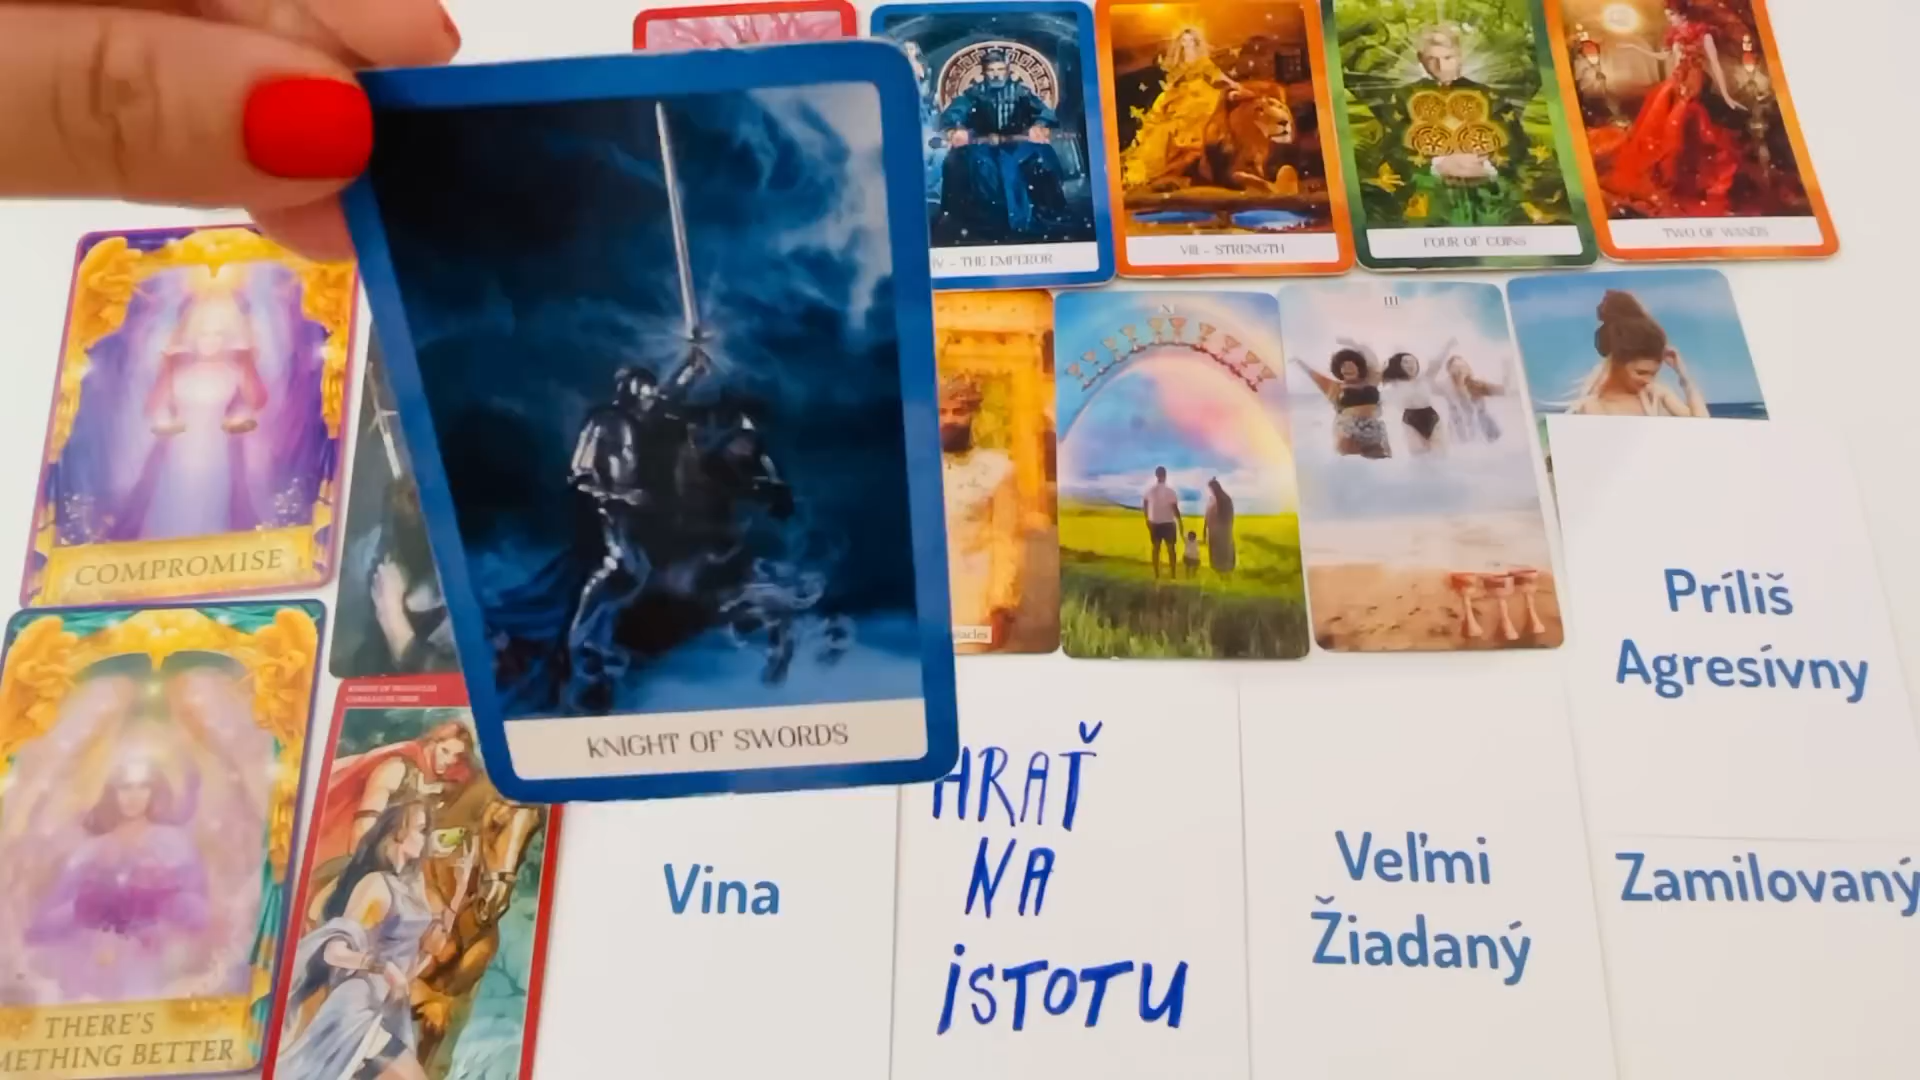 IV - THE EMPEROR
VIII - STRENGTH
FOUR OF COINS
TWO OF WANDS
X
III
COMPROMISE
KNIGHT OF SWORDS
Príliš
Agresívny
THERE'S
METHING BETTER
Vina
HRAŤ
NA
iSTOTU
Veľmi
Žiadaný
Zamilovaný